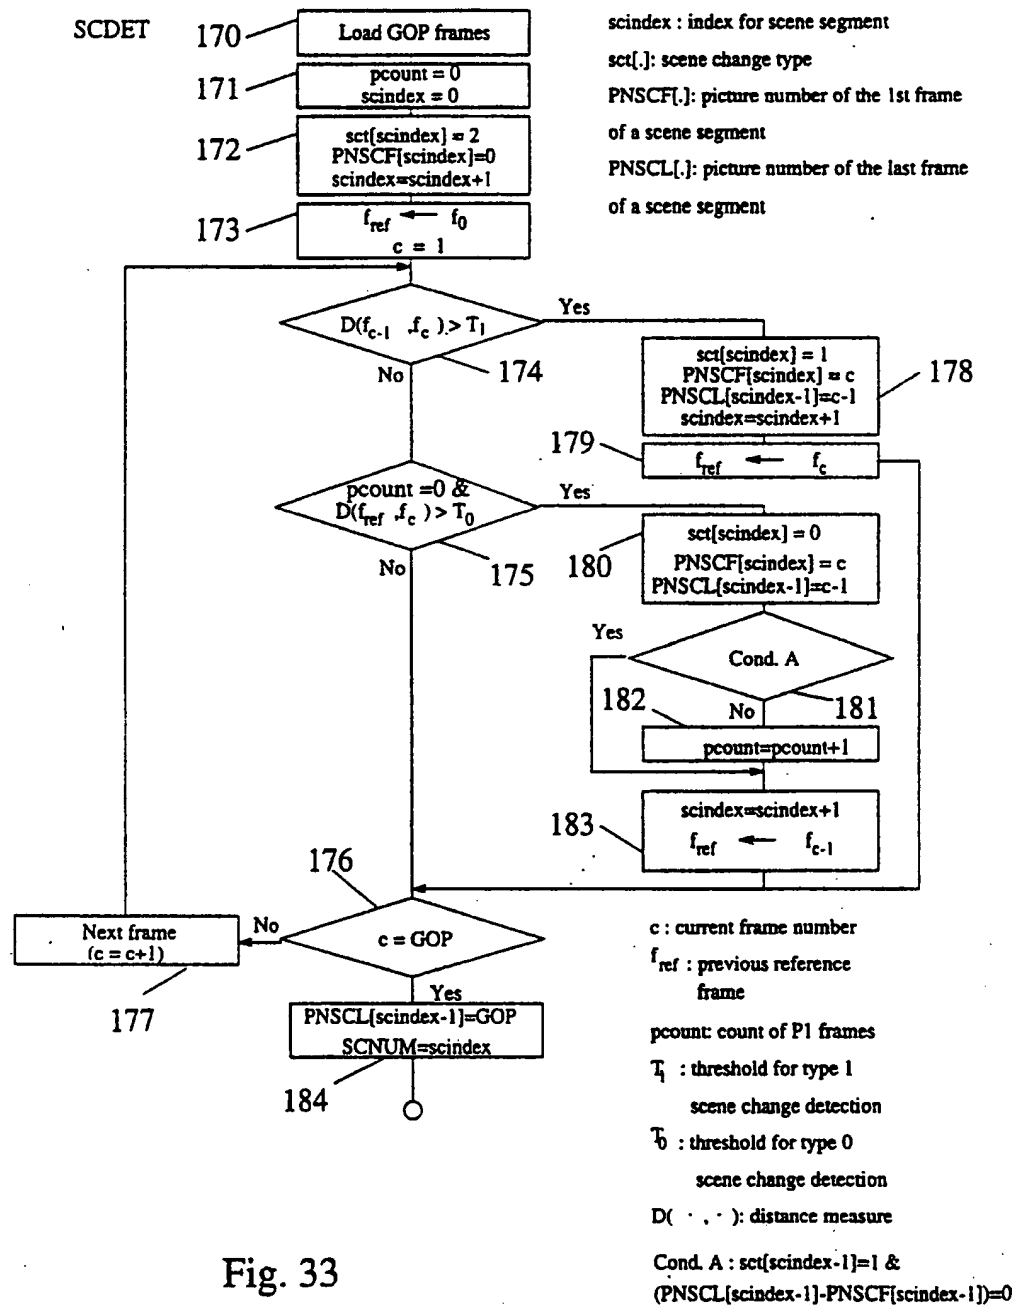 SCDET
170
Load GOP frames
171
pcount = 0
scindex = 0
172
sct[scindex] = 2
PNSCF[scindex]=0
scindex=scindex+1
173
f_ref ← f_0
c = 1
scindex : index for scene segment
sct[.]: scene change type
PNSCF[.]: picture number of the 1st frame
of a scene segment
PNSCL[.]: picture number of the last frame
of a scene segment
D(f_c-1 ,f_c ) > T_1
Yes
No
174
sct[scindex] = 1
PNSCF[scindex] = c
PNSCL[scindex-1]=c-1
scindex=scindex+1
178
179
f_ref ← f_c
pcount =0 &
D(f_ref ,f_c ) > T_0
Yes
No
175
180
sct[scindex] = 0
PNSCF[scindex] = c
PNSCL[scindex-1]=c-1
Yes
Cond. A
181
No
182
pcount=pcount+1
183
scindex=scindex+1
f_ref ← f_c-1
176
c = GOP
No
Next frame
(c = c+1)
177
Yes
PNSCL[scindex-1]=GOP
SCNUM=scindex
184
c : current frame number
f_ref : previous reference
frame
pcount: count of P1 frames
T_1 : threshold for type 1
scene change detection
T_0 : threshold for type 0
scene change detection
D( · , · ): distance measure
Cond. A : sct[scindex-1]=1 &
(PNSCL[scindex-1]-PNSCF[scindex-1])=0
Fig. 33